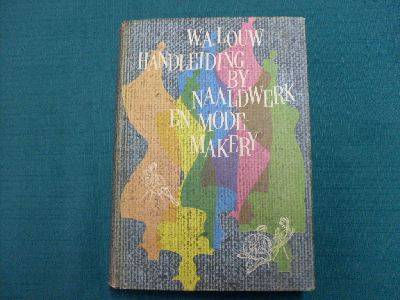 W.A. LOUW
HANDLEIDING
BY
NAALDWERK-
EN MODE
MAKERY